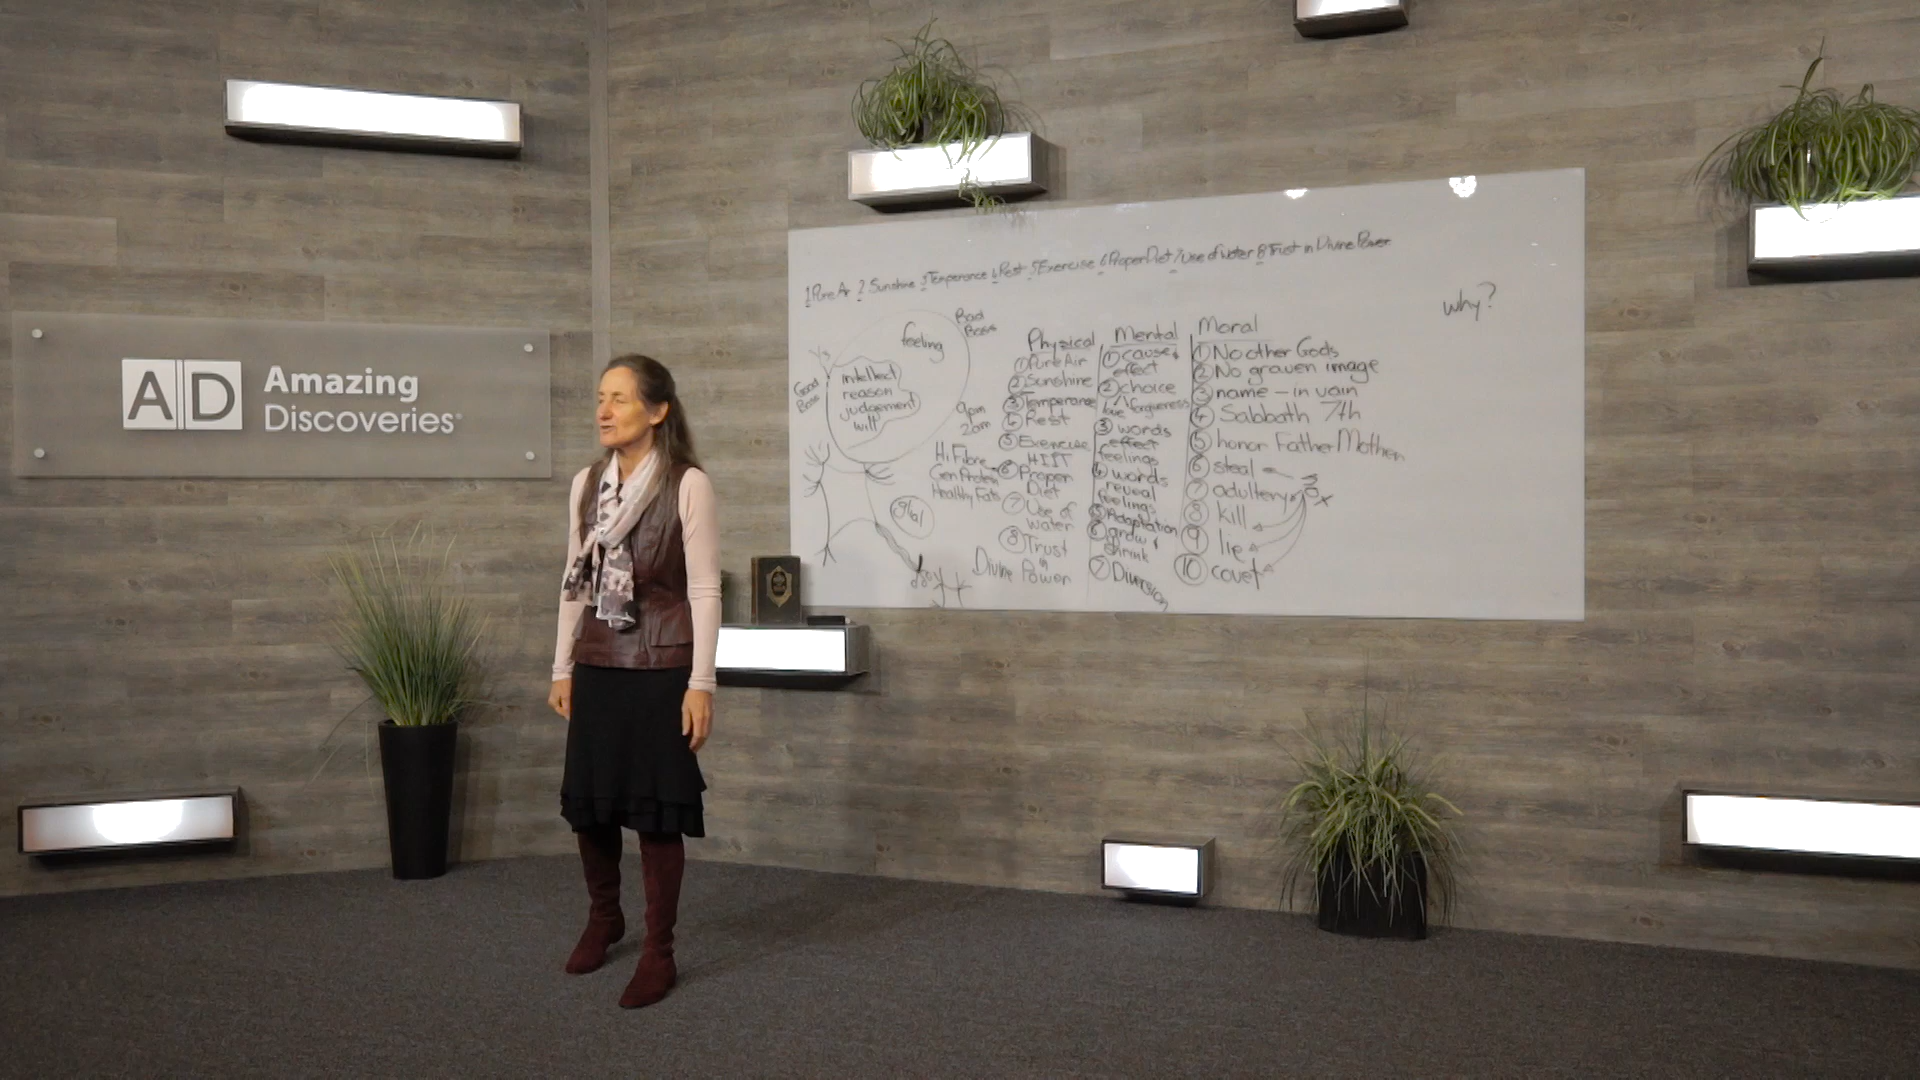 AD Amazing
Discoveries
1 Pure Air 2 Sunshine 3 Temperance 4 Rest 5 Exercise 6 Proper Diet 7 Use of water 8 Trust in Divine Power
why?
feeling
Bad
Boss
Good
Boss
intellect
reason
judgement
will
9pm
2am
Hi Fibre
Gen Protein
Healthy Fats
glial
Physical
1 Pure Air
2 Sunshine
3 Temperance
4 Rest
5 Exercise
HIIT
6 Proper
Diet
7 Use of
water
8 Trust
in
Divine Power
Mental
1 cause &
effect
2 choice
love forgiveness
3 words
effect
feelings
4 words
reveal
feelings
5 Adaptation
6 grow &
shrink
7 Diversion
Moral
1 No other Gods
2 No graven image
3 name – in vain
4 Sabbath 7th
5 honor Father Mother
6 steal
7 adultery
8 kill
9 lie
10 covet